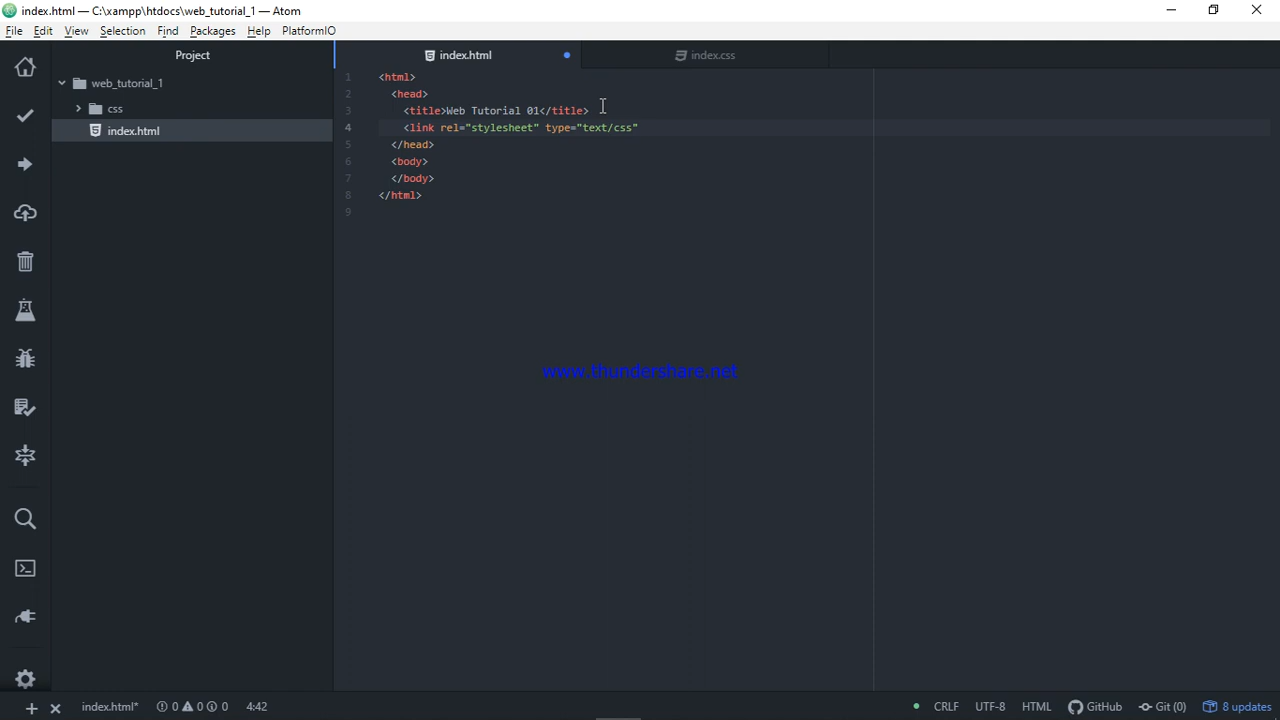 index.html — C:\xampp\htdocs\web_tutorial_1 — Atom
File Edit View Selection Find Packages Help PlatformIO
Project
index.html
index.css
web_tutorial_1
css
index.html
1 <html>
2 <head>
3 <title>Web Tutorial 01</title>
4 <link rel="stylesheet" type="text/css"
5 </head>
6 <body>
7 </body>
8 </html>
9
www.thundershare.net
index.html* 0 0 0 4:42 CRLF UTF-8 HTML GitHub Git (0) 8 updates